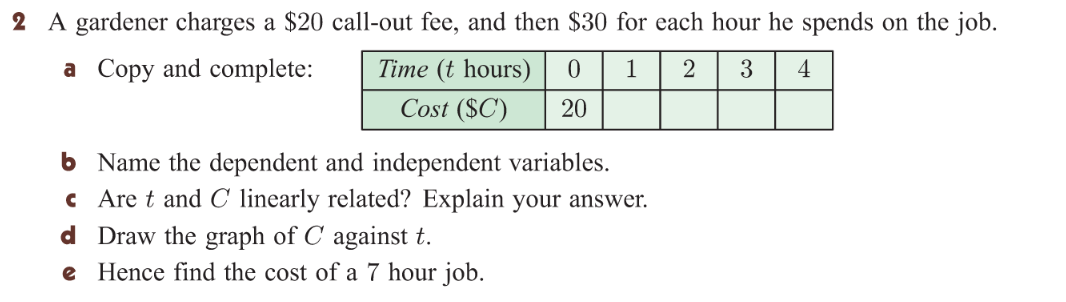 2 A gardener charges a $20 call-out fee, and then $30 for each hour he spends on the job.
a Copy and complete:
Time (t hours) 0 1 2 3 4
Cost ($C) 20
b Name the dependent and independent variables.
c Are t and C linearly related? Explain your answer.
d Draw the graph of C against t.
e Hence find the cost of a 7 hour job.